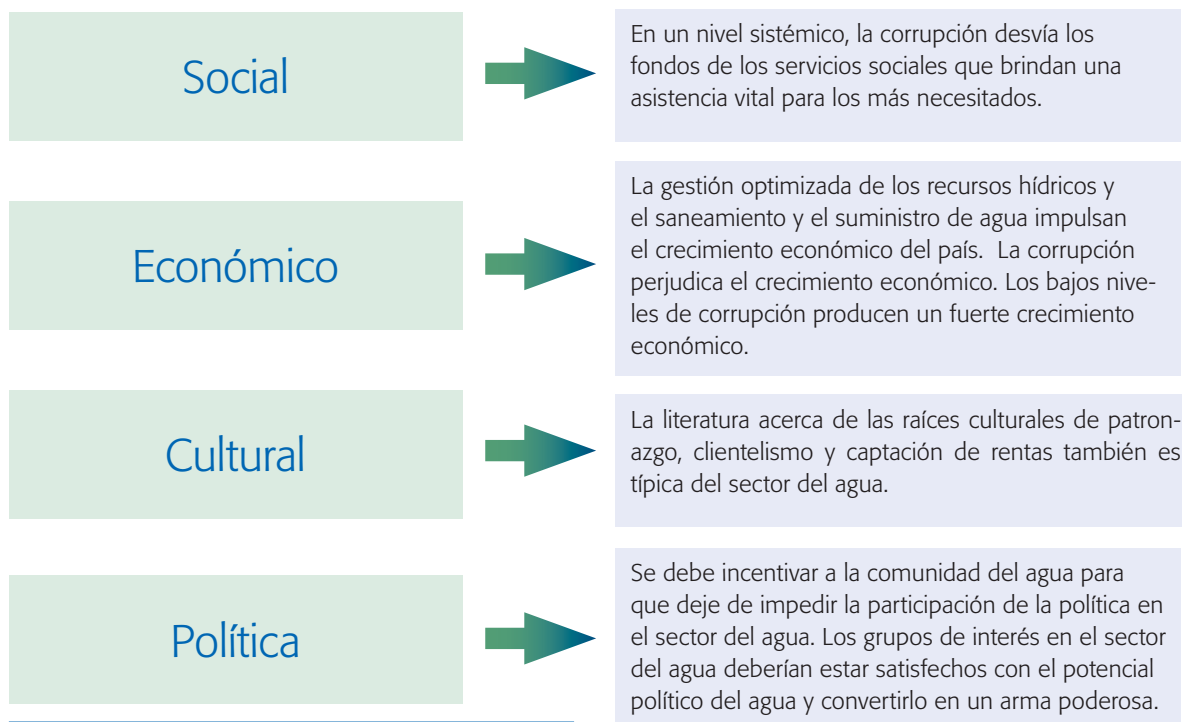 Social
En un nivel sistémico, la corrupción desvía los
fondos de los servicios sociales que brindan una
asistencia vital para los más necesitados.
Económico
La gestión optimizada de los recursos hídricos y
el saneamiento y el suministro de agua impulsan
el crecimiento económico del país. La corrupción
perjudica el crecimiento económico. Los bajos nive-
les de corrupción producen un fuerte crecimiento
económico.
Cultural
La literatura acerca de las raíces culturales de patron-
azgo, clientelismo y captación de rentas también es
típica del sector del agua.
Política
Se debe incentivar a la comunidad del agua para
que deje de impedir la participación de la política en
el sector del agua. Los grupos de interés en el sector
del agua deberían estar satisfechos con el potencial
político del agua y convertirlo en un arma poderosa.